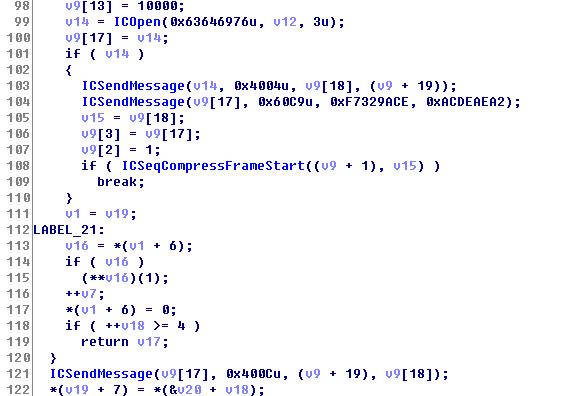 98 v9[13] = 10000;
99 v14 = ICOpen(0x63646976u, v12, 3u);
100 v9[17] = v14;
101 if ( v14 )
102 {
103 ICSendMessage(v14, 0x4004u, v9[18], (v9 + 19));
104 ICSendMessage(v9[17], 0x60C9u, 0xF7329ACE, 0xACDEAEA2);
105 v15 = v9[18];
106 v9[3] = v9[17];
107 v9[2] = 1;
108 if ( ICSeqCompressFrameStart((v9 + 1), v15) )
109 break;
110 }
111 v1 = v19;
112 LABEL_21:
113 v16 = *(v1 + 6);
114 if ( v16 )
115 (**v16)(1);
116 ++v7;
117 *(v1 + 6) = 0;
118 if ( ++v18 >= 4 )
119 return v17;
120 }
121 ICSendMessage(v9[17], 0x400Cu, (v9 + 19), v9[18]);
122 *(v19 + 7) = *(&v20 + v18);